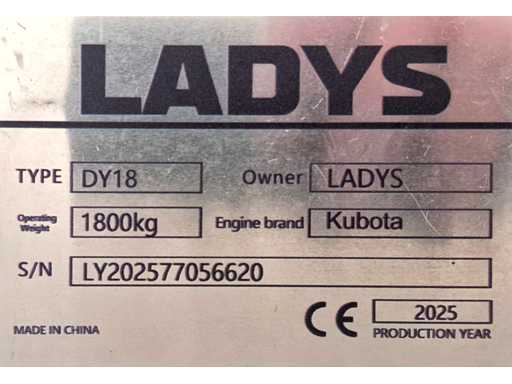 LADYS
TYPE DY18 Owner LADYS
Operating Weight 1800kg Engine brand Kubota
S/N LY202577056620
CE 2025
MADE IN CHINA PRODUCTION YEAR